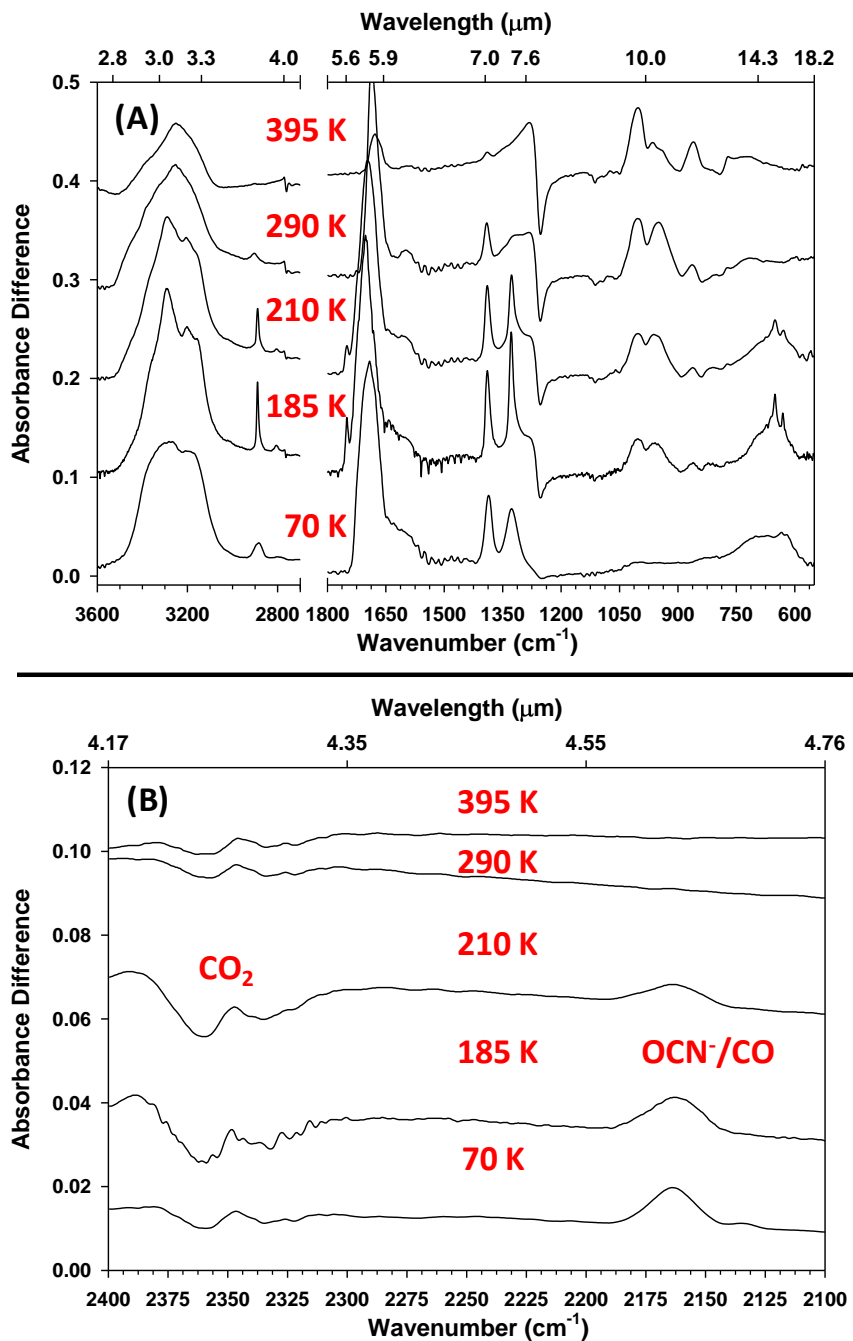 Wavelength (μm)
2.8 3.0 3.3 4.0 5.6 5.9 7.0 7.6 10.0 14.3 18.2
(A)
Absorbance Difference
0.5
0.4
0.3
0.2
0.1
0.0
395 K
290 K
210 K
185 K
70 K
3600 3200 2800 1800 1650 1500 1350 1200 1050 900 750 600
Wavenumber (cm⁻¹)
Wavelength (μm)
4.17 4.35 4.55 4.76
(B)
Absorbance Difference
0.12
0.10
0.08
0.06
0.04
0.02
0.00
395 K
290 K
210 K
CO₂
185 K
OCN⁻/CO
70 K
2400 2375 2350 2325 2300 2275 2250 2225 2200 2175 2150 2125 2100
Wavenumber (cm⁻¹)